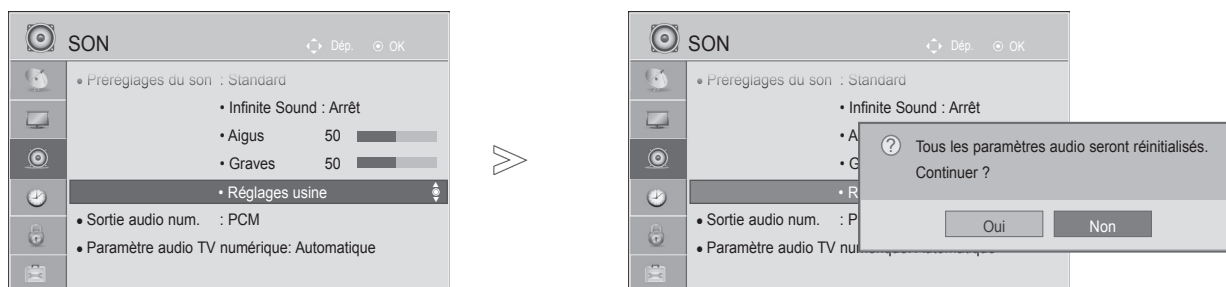 SON
Dép. OK
• Préréglages du son : Standard
• Infinite Sound : Arrêt
• Aigus 50
• Graves 50
• Réglages usine
• Sortie audio num. : PCM
• Paramètre audio TV numérique: Automatique
SON
Dép. OK
• Préréglages du son : Standard
• Infinite Sound : Arrêt
• A
• G
• R
• Sortie audio num. : P
• Paramètre audio TV
? Tous les paramètres audio seront réinitialisés.
Continuer ?
Oui Non